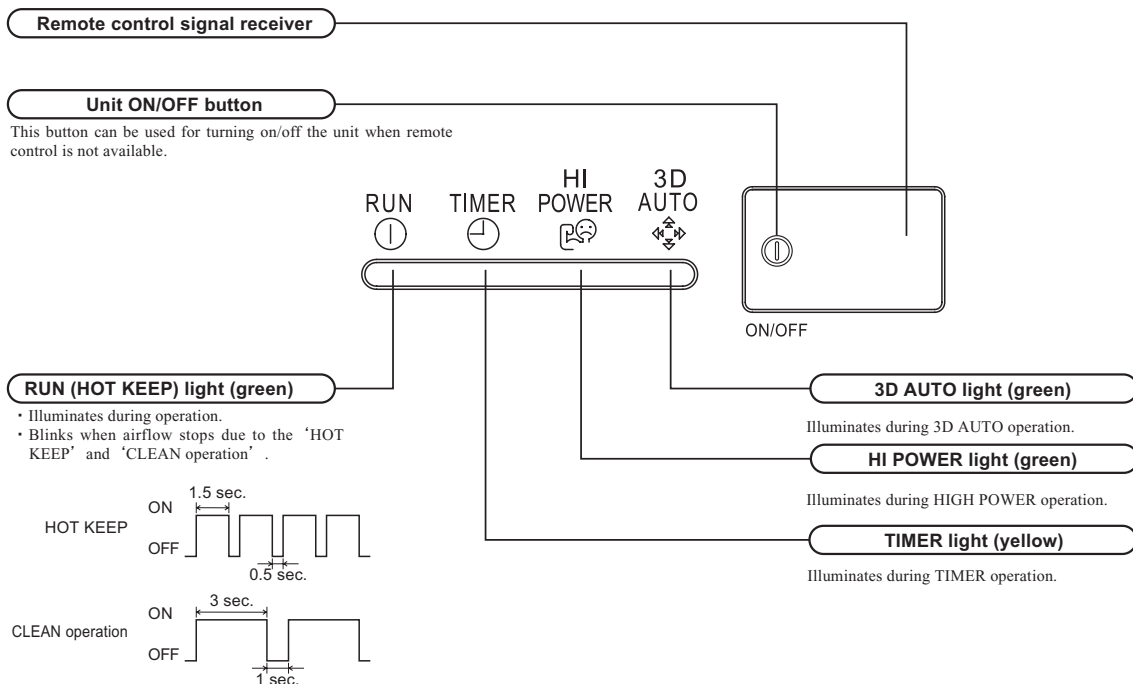 Remote control signal receiver
Unit ON/OFF button
This button can be used for turning on/off the unit when remote
control is not available.
RUN
TIMER
HI
POWER
3D
AUTO
ON/OFF
RUN (HOT KEEP) light (green)
・Illuminates during operation.
・Blinks when airflow stops due to the ‘HOT
KEEP’ and ‘CLEAN operation’ .
HOT KEEP
ON
OFF
1.5 sec.
0.5 sec.
CLEAN operation
ON
OFF
3 sec.
1 sec.
3D AUTO light (green)
Illuminates during 3D AUTO operation.
HI POWER light (green)
Illuminates during HIGH POWER operation.
TIMER light (yellow)
Illuminates during TIMER operation.